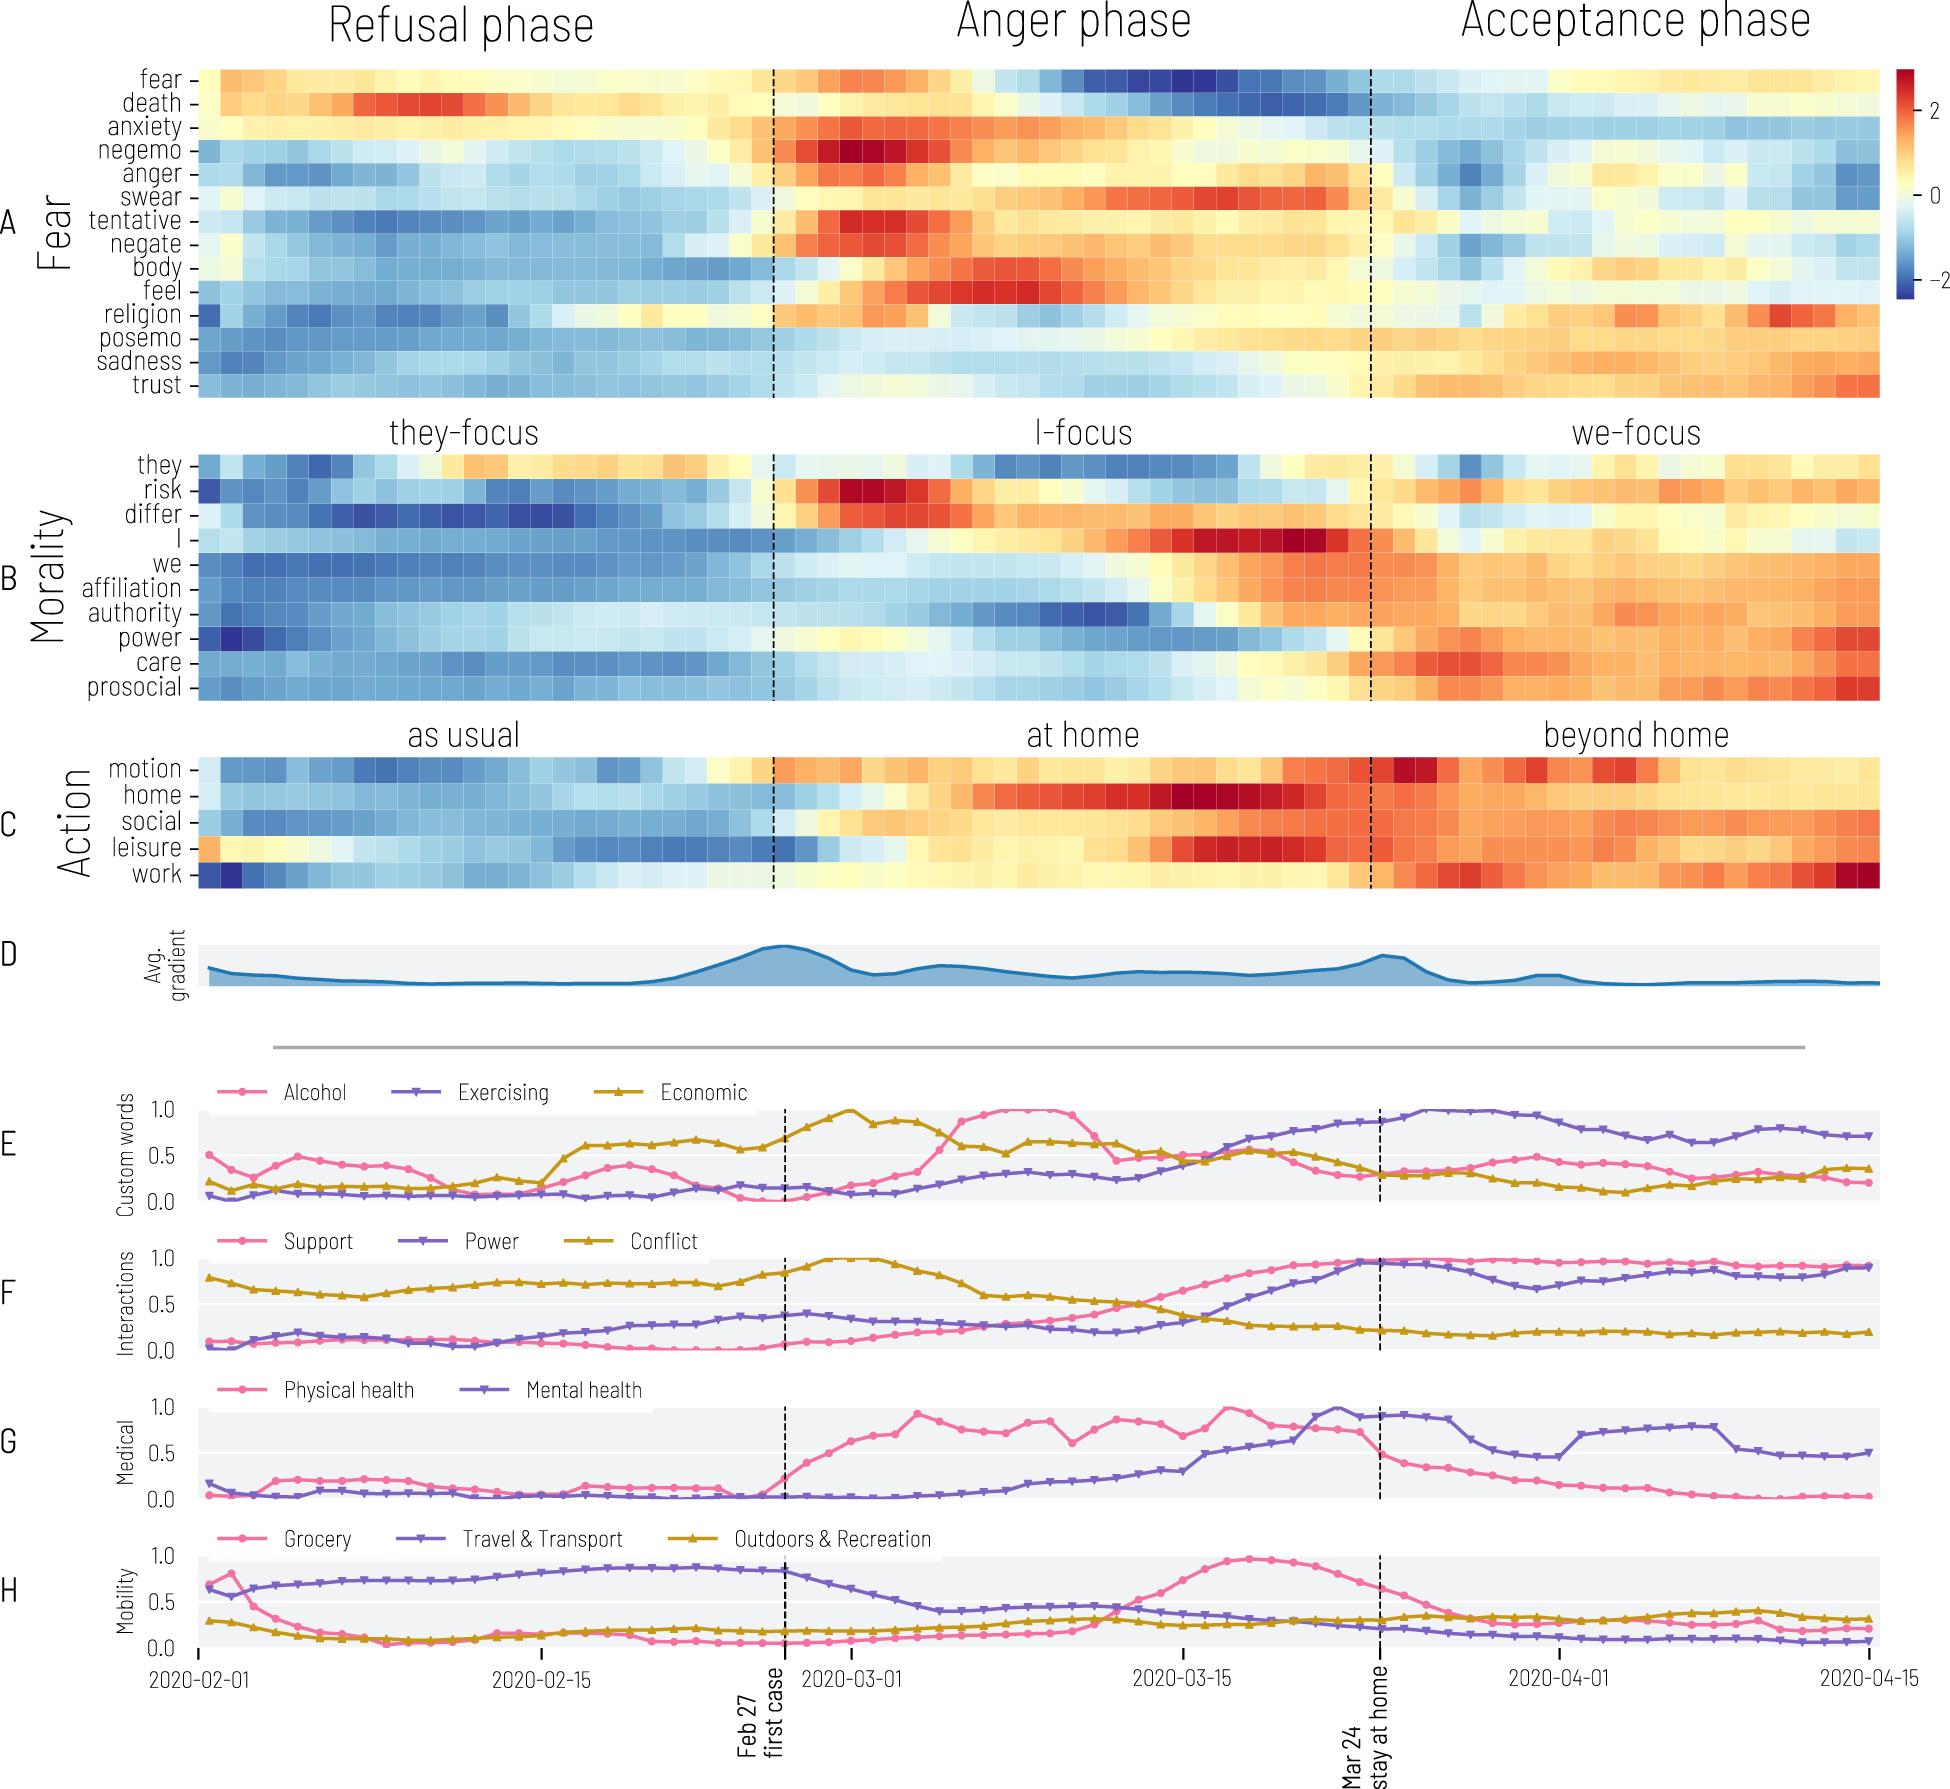 Refusal phase
Anger phase
Acceptance phase
A
Fear
fear
death
anxiety
negemo
anger
swear
tentative
negate
body
feel
religion
posemo
sadness
trust
2
0
−2
they-focus
I-focus
we-focus
B
Morality
they
risk
differ
I
we
affiliation
authority
power
care
prosocial
as usual
at home
beyond home
C
Action
motion
home
social
leisure
work
D
Avg.
gradient
E
Custom words
Alcohol
Exercising
Economic
1.0
0.5
0.0
F
Interactions
Support
Power
Conflict
1.0
0.5
0.0
G
Medical
Physical health
Mental health
1.0
0.5
0.0
H
Mobility
Grocery
Travel & Transport
Outdoors & Recreation
1.0
0.5
0.0
2020-02-01
2020-02-15
2020-03-01
2020-03-15
2020-04-01
2020-04-15
Feb 27
first case
Mar 24
stay at home